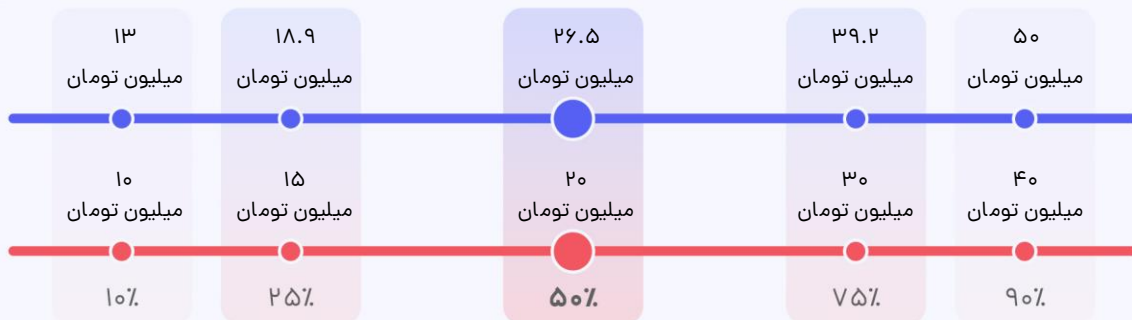 ۱۳
میلیون تومان
۱۸.۹
میلیون تومان
۲۶.۵
میلیون تومان
۳۹.۲
میلیون تومان
۵۰
میلیون تومان
۱۰
میلیون تومان
۱۵
میلیون تومان
۲۰
میلیون تومان
۳۰
میلیون تومان
۴۰
میلیون تومان
۱۰٪
۲۵٪
۵۰٪
۷۵٪
۹۰٪